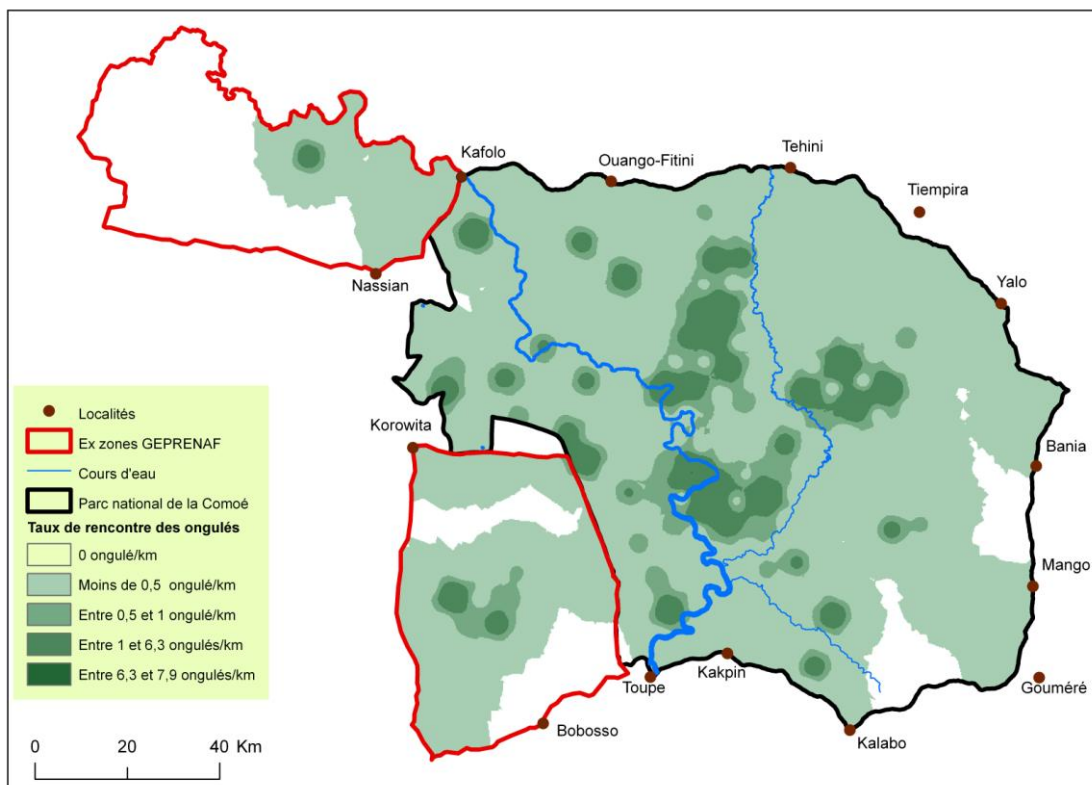 Kafolo
Ouango-Fitini
Tehini
Tiempira
Nassian
Yalo
Korowita
Bania
Mango
Gouméré
Toupe
Kakpin
Bobosso
Kalabo
Localités
Ex zones GEPRENAF
Cours d'eau
Parc national de la Comoé
Taux de rencontre des ongulés
0 ongulé/km
Moins de 0,5 ongulé/km
Entre 0,5 et 1 ongulé/km
Entre 1 et 6,3 ongulés/km
Entre 6,3 et 7,9 ongulés/km
0 20 40 Km